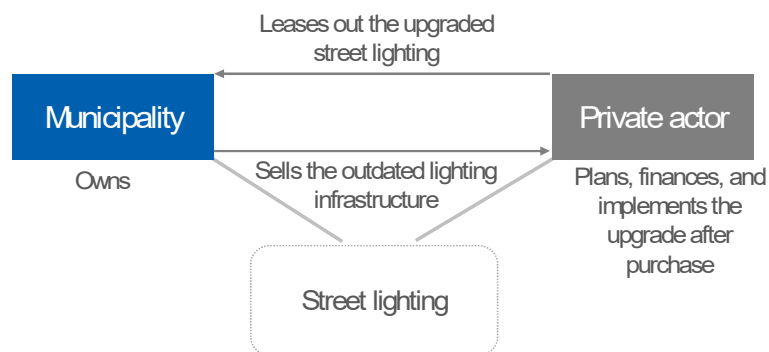 Leases out the upgraded
street lighting
Municipality
Private actor
Owns
Sells the outdated lighting
infrastructure
Plans, finances, and
implements the
upgrade after
purchase
Street lighting